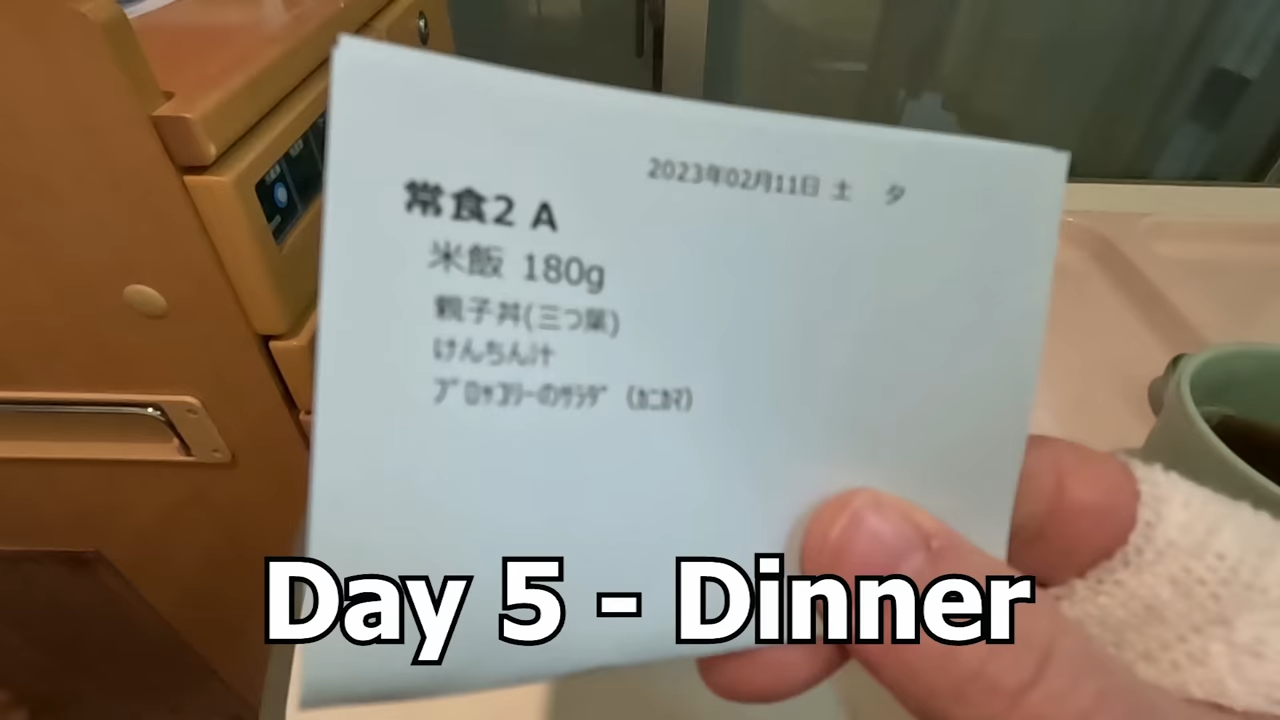 2023年02月11日 土 夕
常食2 A
米飯 180g
親子丼(三つ葉)
けんちん汁
ﾌﾞﾛｯｺﾘｰのｻﾗﾀﾞ (ｶﾆｶﾏ)
Day 5 - Dinner